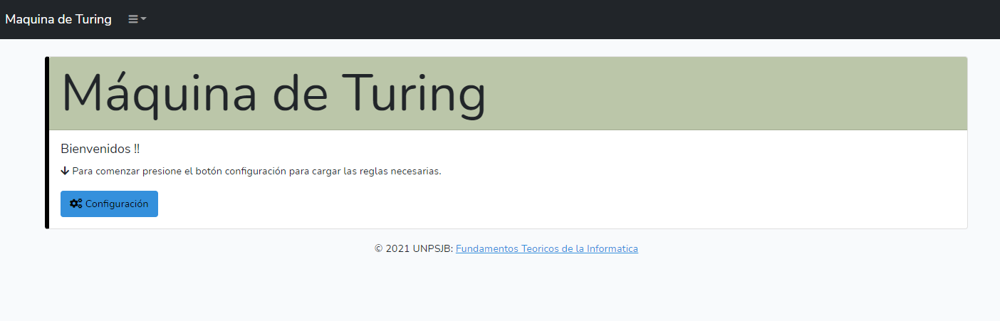 Maquina de Turing
Máquina de Turing
Bienvenidos !!
Para comenzar presione el botón configuración para cargar las reglas necesarias.
Configuración
© 2021 UNPSJB: Fundamentos Teoricos de la Informatica